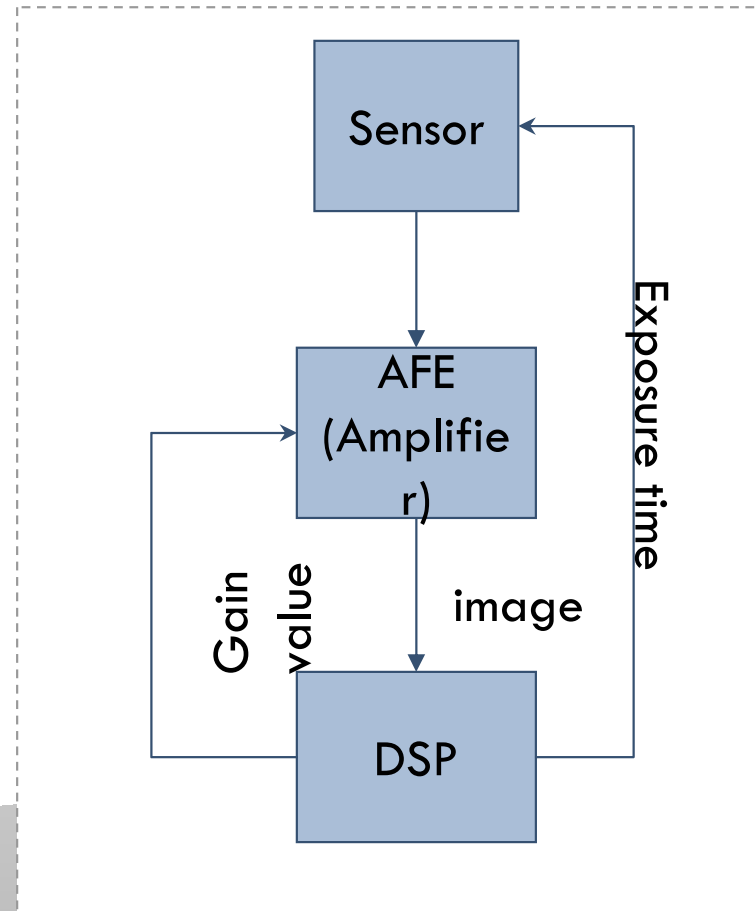 Sensor
Exposure time
AFE
(Amplifie
r)
Gain
value
image
DSP